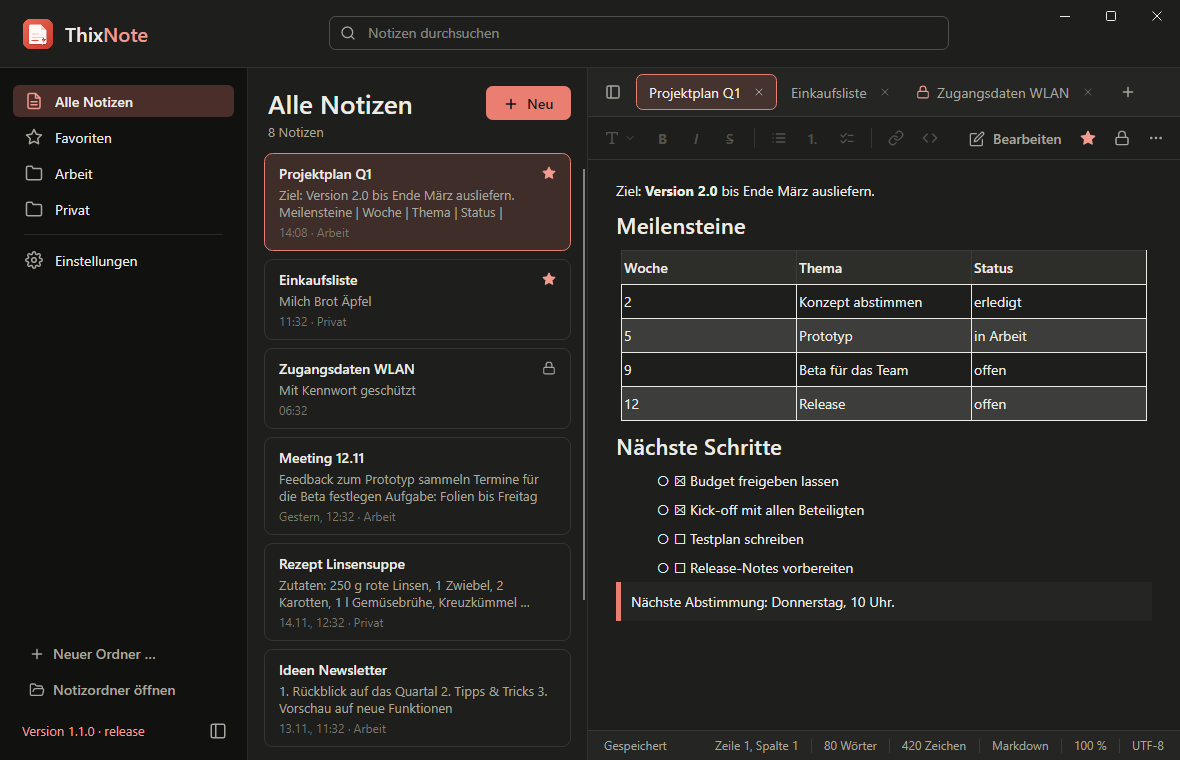 ThixNote
Notizen durchsuchen
Alle Notizen
Favoriten
Arbeit
Privat
Einstellungen
+ Neuer Ordner ...
Notizordner öffnen
Version 1.1.0 · release
Alle Notizen
+ Neu
8 Notizen
Projektplan Q1
Ziel: Version 2.0 bis Ende März ausliefern.
Meilensteine | Woche | Thema | Status |
14:08 · Arbeit
Einkaufsliste
Milch Brot Äpfel
11:32 · Privat
Zugangsdaten WLAN
Mit Kennwort geschützt
06:32
Meeting 12.11
Feedback zum Prototyp sammeln Termine für
die Beta festlegen Aufgabe: Folien bis Freitag
Gestern, 12:32 · Arbeit
Rezept Linsensuppe
Zutaten: 250 g rote Linsen, 1 Zwiebel, 2
Karotten, 1 l Gemüsebrühe, Kreuzkümmel ...
14.11., 12:32 · Privat
Ideen Newsletter
1. Rückblick auf das Quartal 2. Tipps & Tricks 3.
Vorschau auf neue Funktionen
13.11., 11:32 · Arbeit
Projektplan Q1 × Einkaufsliste × Zugangsdaten WLAN × +
T B I S 1. <> Bearbeiten ...
Ziel: Version 2.0 bis Ende März ausliefern.
Meilensteine
Woche Thema Status
2 Konzept abstimmen erledigt
5 Prototyp in Arbeit
9 Beta für das Team offen
12 Release offen
Nächste Schritte
○ ☒ Budget freigeben lassen
○ ☒ Kick-off mit allen Beteiligten
○ ☐ Testplan schreiben
○ ☐ Release-Notes vorbereiten
Nächste Abstimmung: Donnerstag, 10 Uhr.
Gespeichert Zeile 1, Spalte 1 80 Wörter 420 Zeichen Markdown 100 % UTF-8